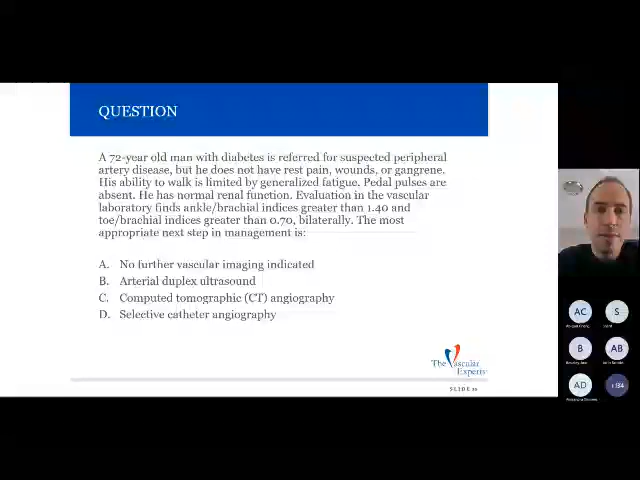 QUESTION
A 72-year old man with diabetes is referred for suspected peripheral
artery disease, but he does not have rest pain, wounds, or gangrene.
His ability to walk is limited by generalized fatigue. Pedal pulses are
absent. He has normal renal function. Evaluation in the vascular
laboratory finds ankle/brachial indices greater than 1.40 and
toe/brachial indices greater than 0.70, bilaterally. The most
appropriate next step in management is:
A. No further vascular imaging indicated
B. Arterial duplex ultrasound
C. Computed tomographic (CT) angiography
D. Selective catheter angiography
The Vascular
Experts
AC
S
B
AB
AD